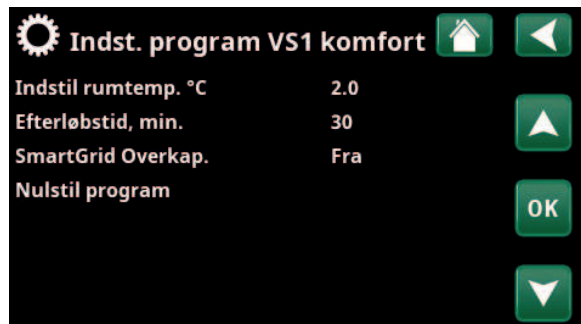 Indst. program VS1 komfort
Indstil rumtemp. °C 2.0
Efterløbstid, min. 30
SmartGrid Overkap. Fra
Nulstil program
OK